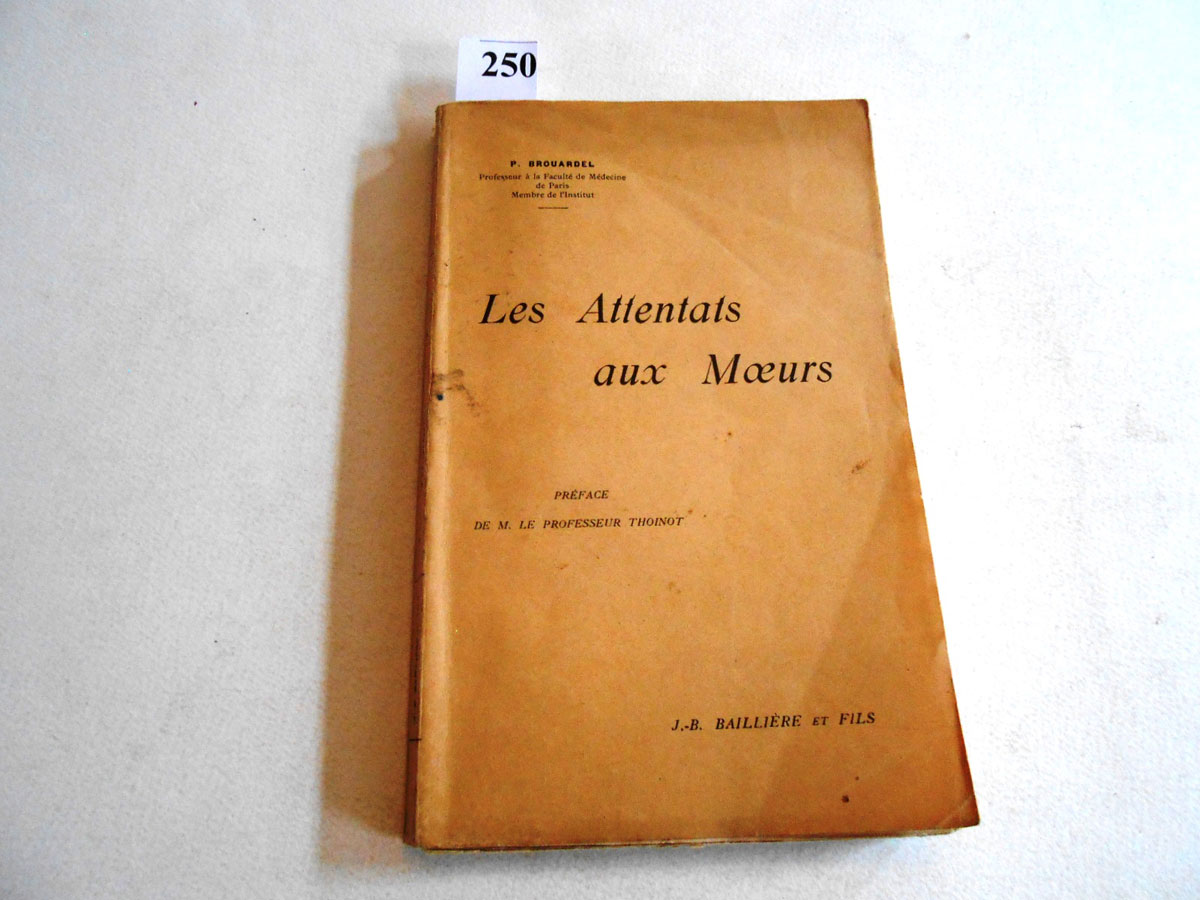 250
P. BROUARDEL
Professeur à la Faculté de Médecine
de Paris
Membre de l'Institut
Les Attentats
aux Mœurs
PRÉFACE
DE M. LE PROFESSEUR THOINOT
J.-B. BAILLIÈRE ET FILS